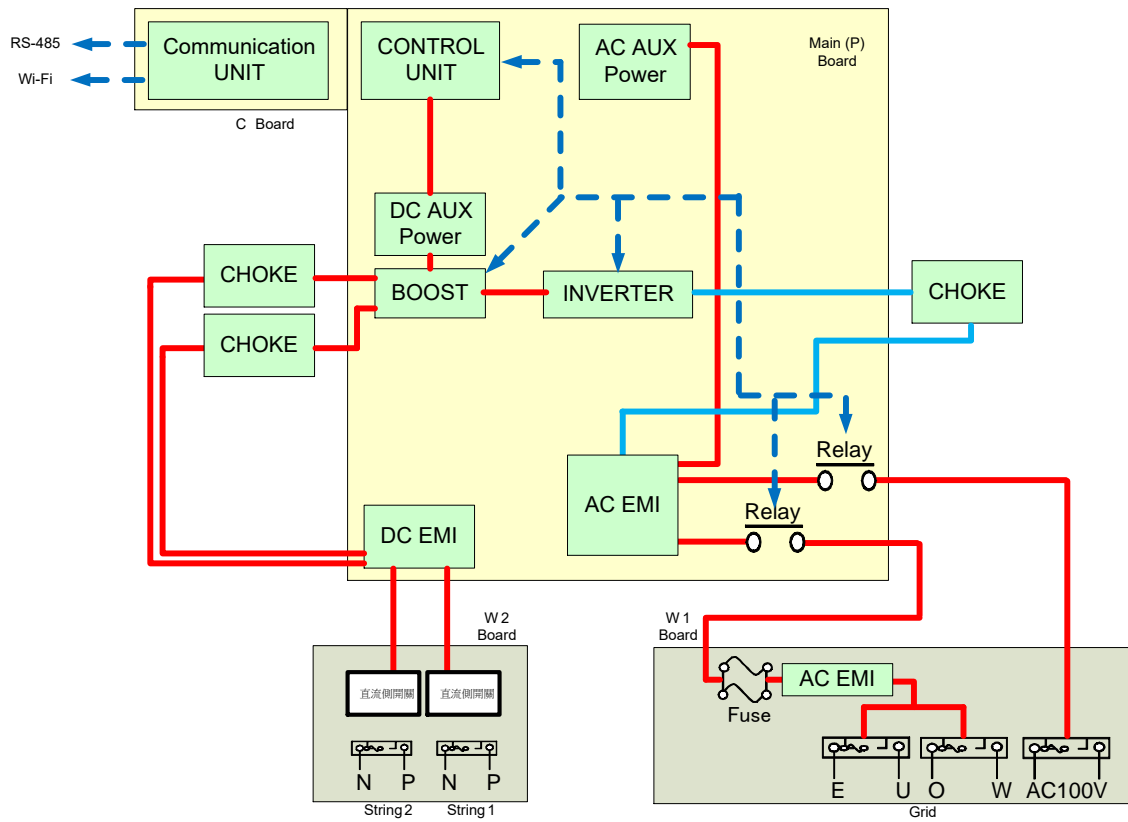 RS-485
Wi-Fi
Communication
UNIT
C Board
CONTROL
UNIT
AC AUX
Power
Main (P)
Board
DC AUX
Power
CHOKE
BOOST
INVERTER
CHOKE
CHOKE
Relay
AC EMI
Relay
DC EMI
W2
Board
W1
Board
直流側開關
直流側開關
Fuse
AC EMI
N P
N P
String 2
String 1
E U
O W
AC100V
Grid